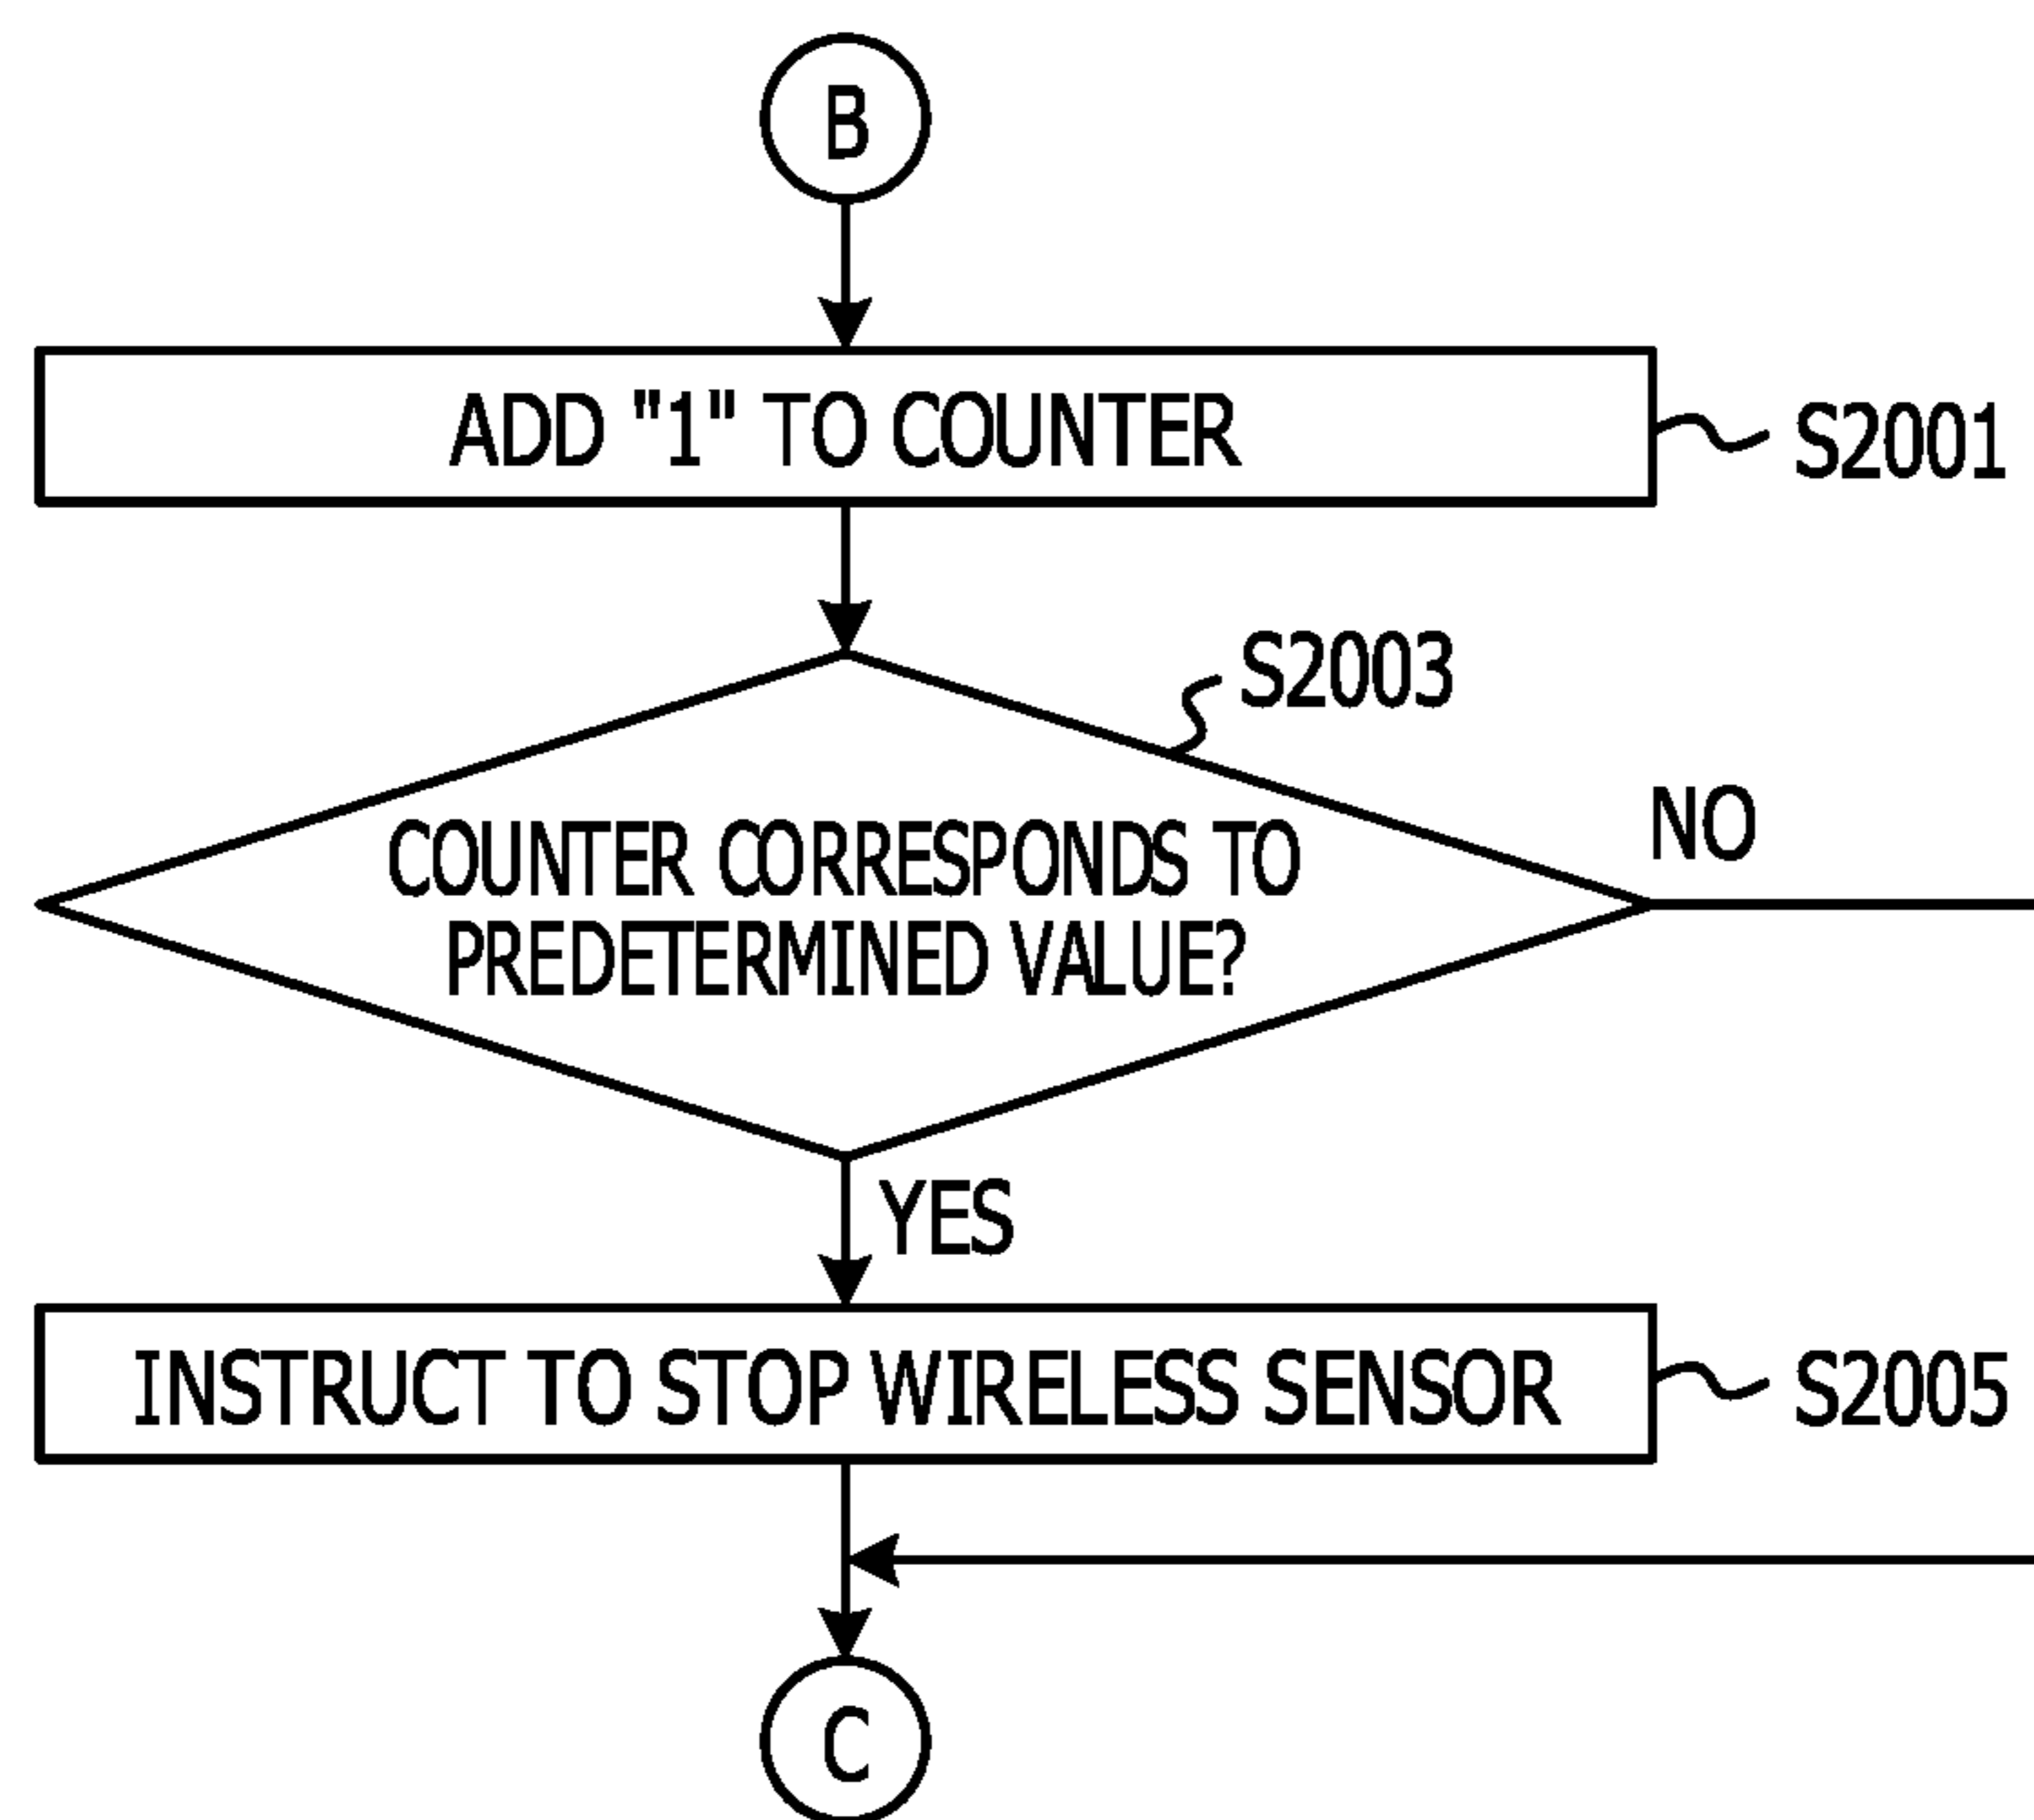 B
ADD "1" TO COUNTER
S2001
S2003
COUNTER CORRESPONDS TO
PREDETERMINED VALUE?
NO
YES
INSTRUCT TO STOP WIRELESS SENSOR
S2005
C